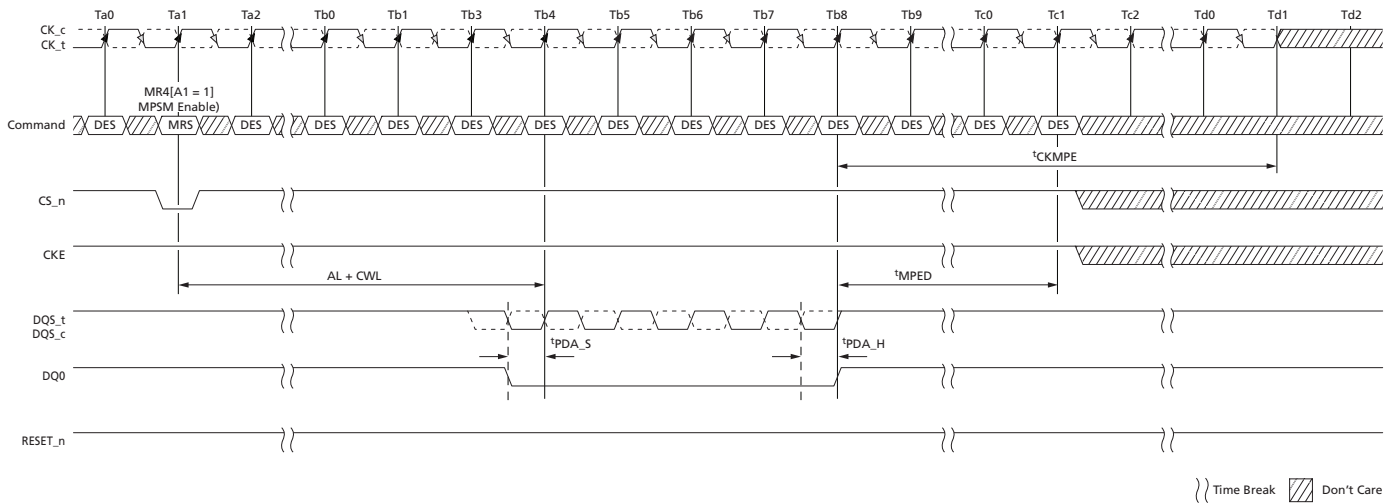 Ta0 Ta1 Ta2 Tb0 Tb1 Tb3 Tb4 Tb5 Tb6 Tb7 Tb8 Tb9 Tc0 Tc1 Tc2 Td0 Td1 Td2
CK_c
CK_t
MR4[A1 = 1]
MPSM Enable)
Command DES MRS DES DES DES DES DES DES DES DES DES DES DES DES
tCKMPE
CS_n
CKE
AL + CWL tMPED
DQS_t
DQS_c
tPDA_S tPDA_H
DQ0
RESET_n
Time Break Don't Care